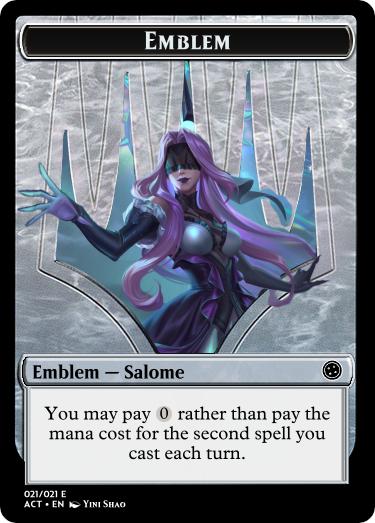 EMBLEM
Emblem — Salome
You may pay 0 rather than pay the
mana cost for the second spell you
cast each turn.
021/021 E
ACT • EN YINI SHAO